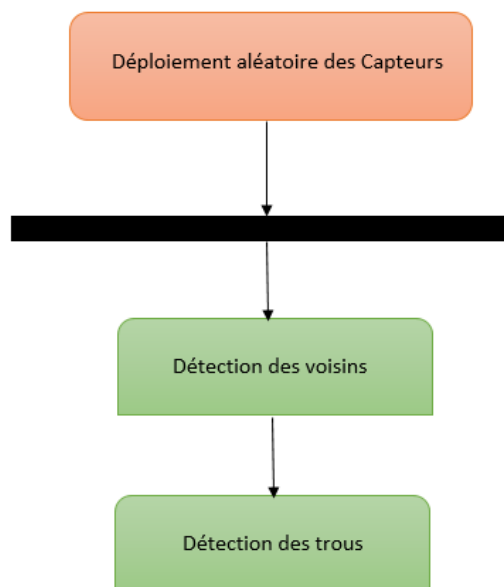 Déploiement aléatoire des Capteurs
Détection des voisins
Détection des trous